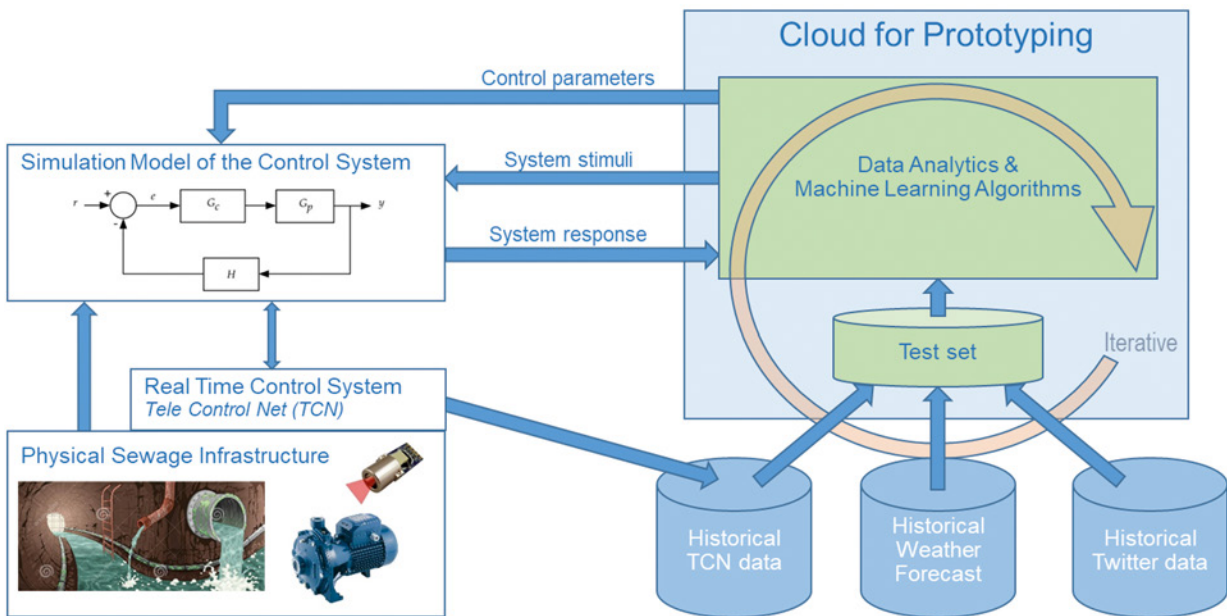 Cloud for Prototyping
Control parameters
Simulation Model of the Control System
System stimuli
Data Analytics &
Machine Learning Algorithms
r
+
-
e
Gc
Gp
y
H
System response
Test set
Iterative
Real Time Control System
Tele Control Net (TCN)
Physical Sewage Infrastructure
Historical
TCN data
Historical
Weather
Forecast
Historical
Twitter data